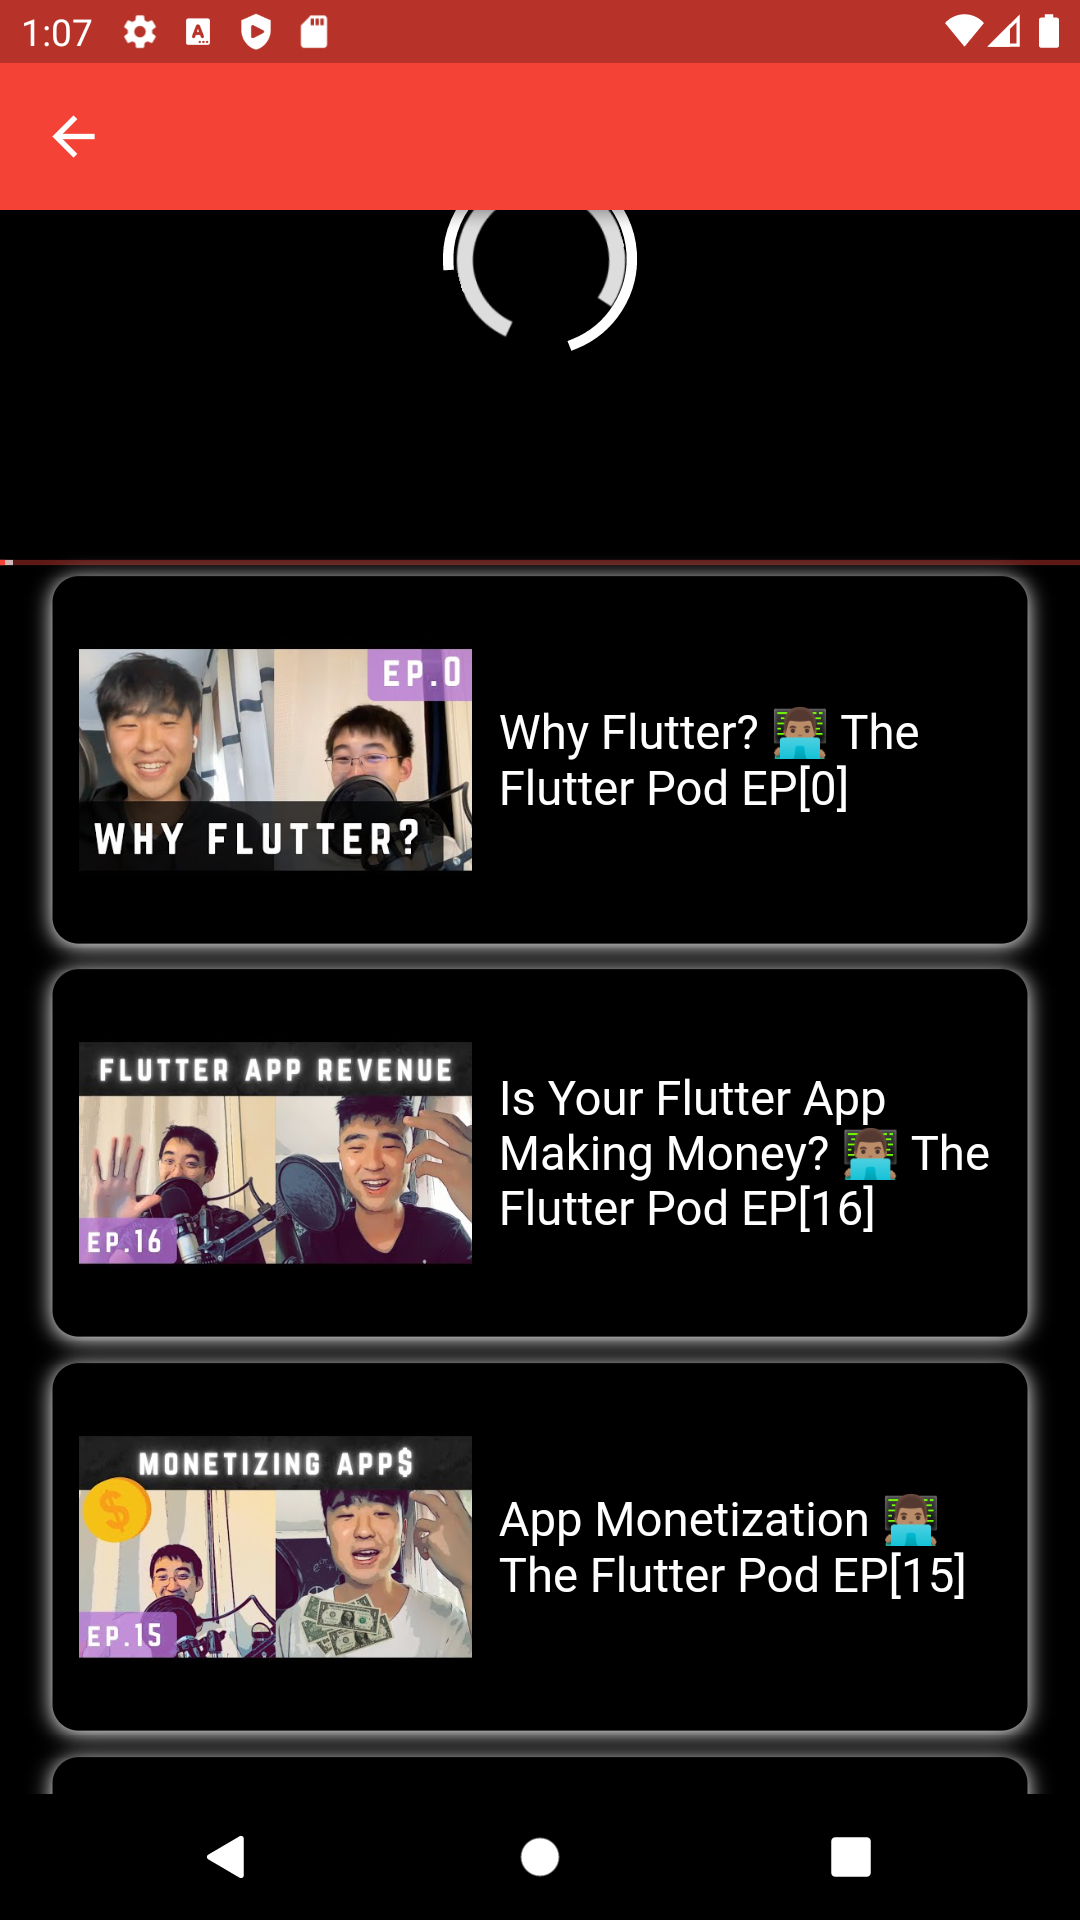 1:07
EP.0
WHY FLUTTER?
Why Flutter? 👨🏽‍💻 The
Flutter Pod EP[0]
FLUTTER APP REVENUE
EP.16
Is Your Flutter App
Making Money? 👨🏽‍💻 The
Flutter Pod EP[16]
MONETIZING APP$
EP.15
App Monetization 👨🏽‍💻
The Flutter Pod EP[15]